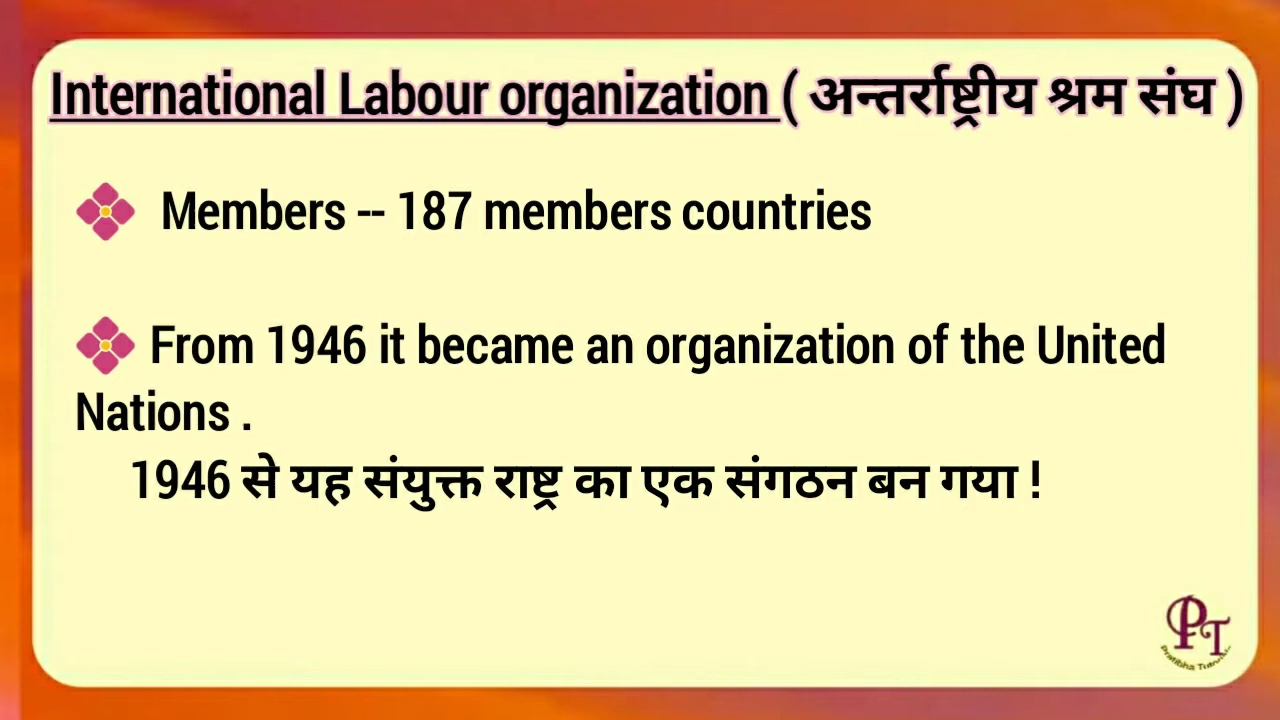 International Labour organization ( अन्तर्राष्ट्रीय श्रम संघ )
Members -- 187 members countries
From 1946 it became an organization of the United
Nations .
1946 से यह संयुक्त राष्ट्र का एक संगठन बन गया !
PT
Pratibha